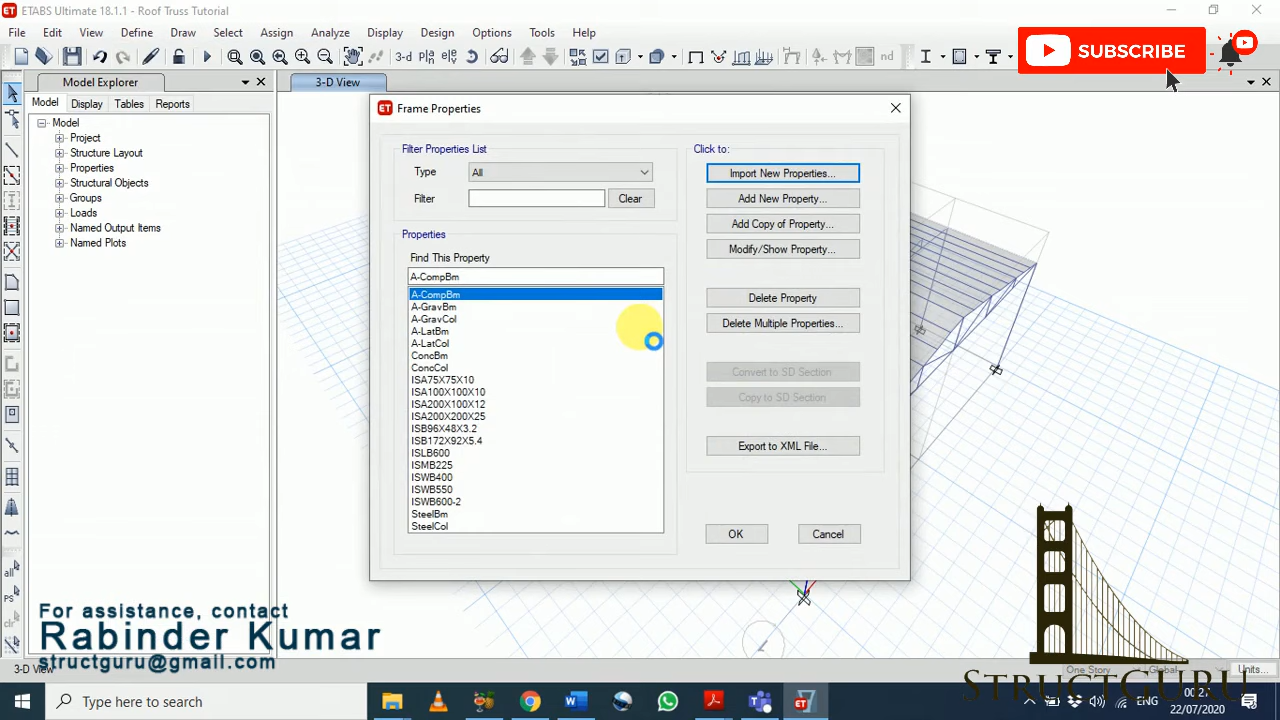 ETABS Ultimate 18.1.1 - Roof Truss Tutorial
File Edit View Define Draw Select Assign Analyze Display Design Options Tools Help
SUBSCRIBE
3-d
nd
Model Explorer
3-D View
Model Display Tables Reports
Model
Project
Structure Layout
Properties
Structural Objects
Groups
Loads
Named Output Items
Named Plots
all
PS
clr
Frame Properties
Filter Properties List
Type All
Filter Clear
Properties
Find This Property
A-CompBm
A-CompBm
A-GravBm
A-GravCol
A-LatBm
A-LatCol
ConcBm
ConcCol
ISA75X75X10
ISA100X100X10
ISA200X100X12
ISA200X200X25
ISB96X48X3.2
ISB172X92X5.4
ISLB600
ISMB225
ISWB400
ISWB550
ISWB600-2
SteelBm
SteelCol
Click to:
Import New Properties...
Add New Property...
Add Copy of Property...
Modify/Show Property...
Delete Property
Delete Multiple Properties...
Convert to SD Section
Copy to SD Section
Export to XML File...
OK Cancel
For assistance, contact
Rabinder Kumar
structguru@gmail.com
3-D View
One Story Global Units...
STRUCTGURU
Type here to search
ENG
22/07/2020